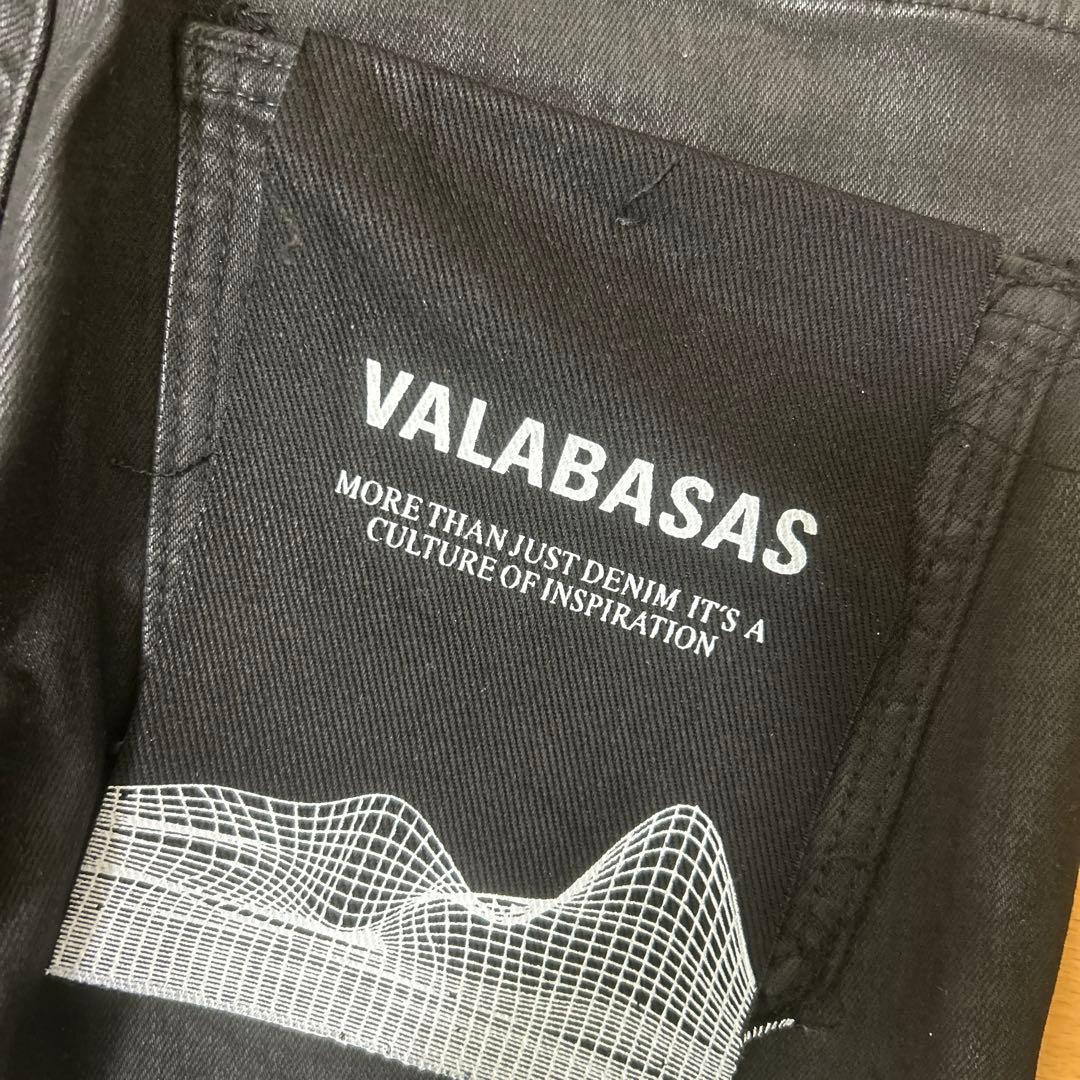 VALABASAS
MORE THAN JUST DENIM IT'S A
CULTURE OF INSPIRATION